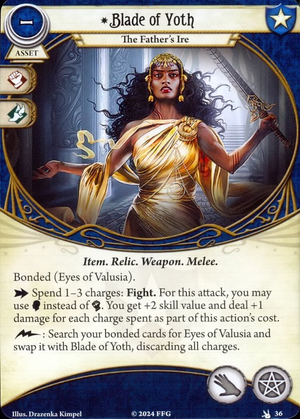 –
Blade of Yoth
ASSET
The Father's Ire
Item. Relic. Weapon. Melee.
Bonded (Eyes of Valusia).
Spend 1–3 charges: Fight. For this attack, you may
use instead of . You get +2 skill value and deal +1
damage for each charge spent as part of this action's cost.
: Search your bonded cards for Eyes of Valusia and
swap it with Blade of Yoth, discarding all charges.
Illus. Drazenka Kimpel
© 2024 FFG
36